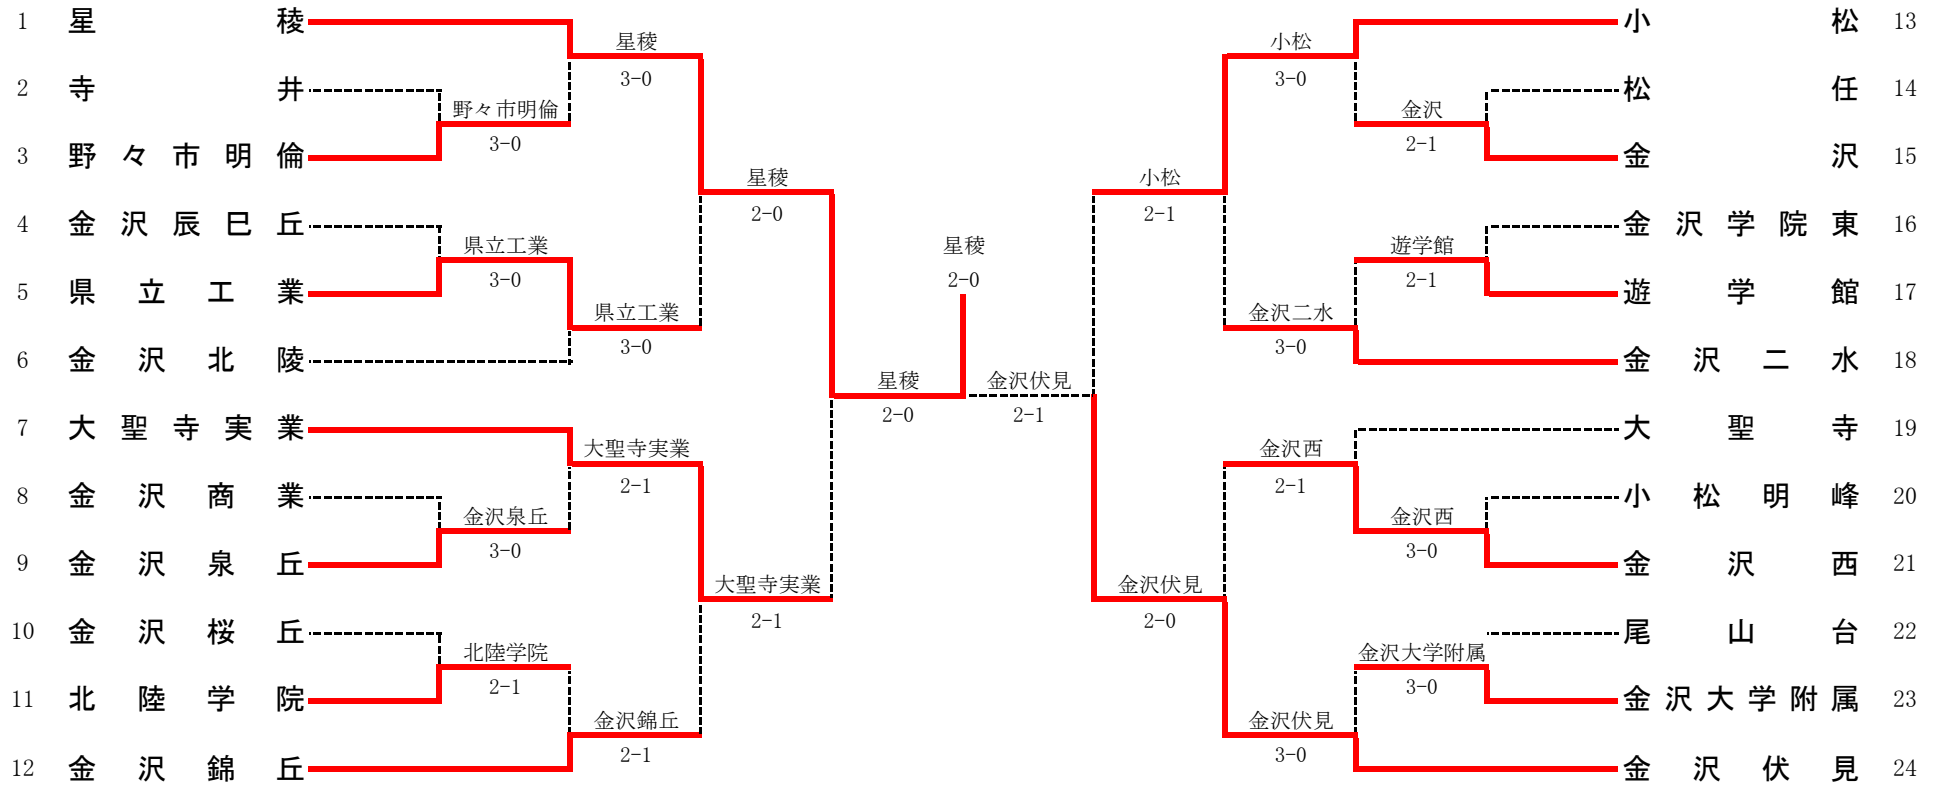 1 星稜
2 寺井
3 野々市明倫
4 金沢辰巳丘
5 県立工業
6 金沢北陵
7 大聖寺実業
8 金沢商業
9 金沢泉丘
10 金沢桜丘
11 北陸学院
12 金沢錦丘
野々市明倫
3-0
県立工業
3-0
金沢泉丘
3-0
北陸学院
2-1
星稜
3-0
県立工業
3-0
大聖寺実業
2-1
金沢錦丘
2-1
星稜
2-0
大聖寺実業
2-1
星稜
2-0
星稜
2-0
金沢伏見
2-1
小松
2-1
金沢伏見
2-0
小松
3-0
金沢二水
3-0
金沢西
2-1
金沢伏見
3-0
金沢
2-1
遊学館
2-1
金沢西
3-0
金沢大学附属
3-0
小松 13
松任 14
金沢 15
金沢学院東 16
遊学館 17
金沢二水 18
大聖寺 19
小松明峰 20
金沢西 21
尾山台 22
金沢大学附属 23
金沢伏見 24